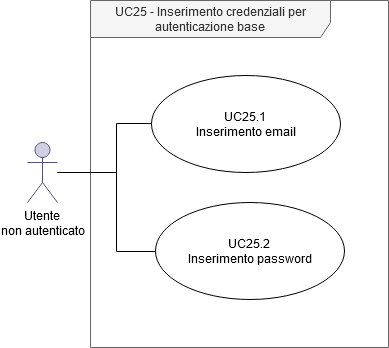 UC25 - Inserimento credenziali per
autenticazione base
UC25.1
Inserimento email
Utente
non autenticato
UC25.2
Inserimento password